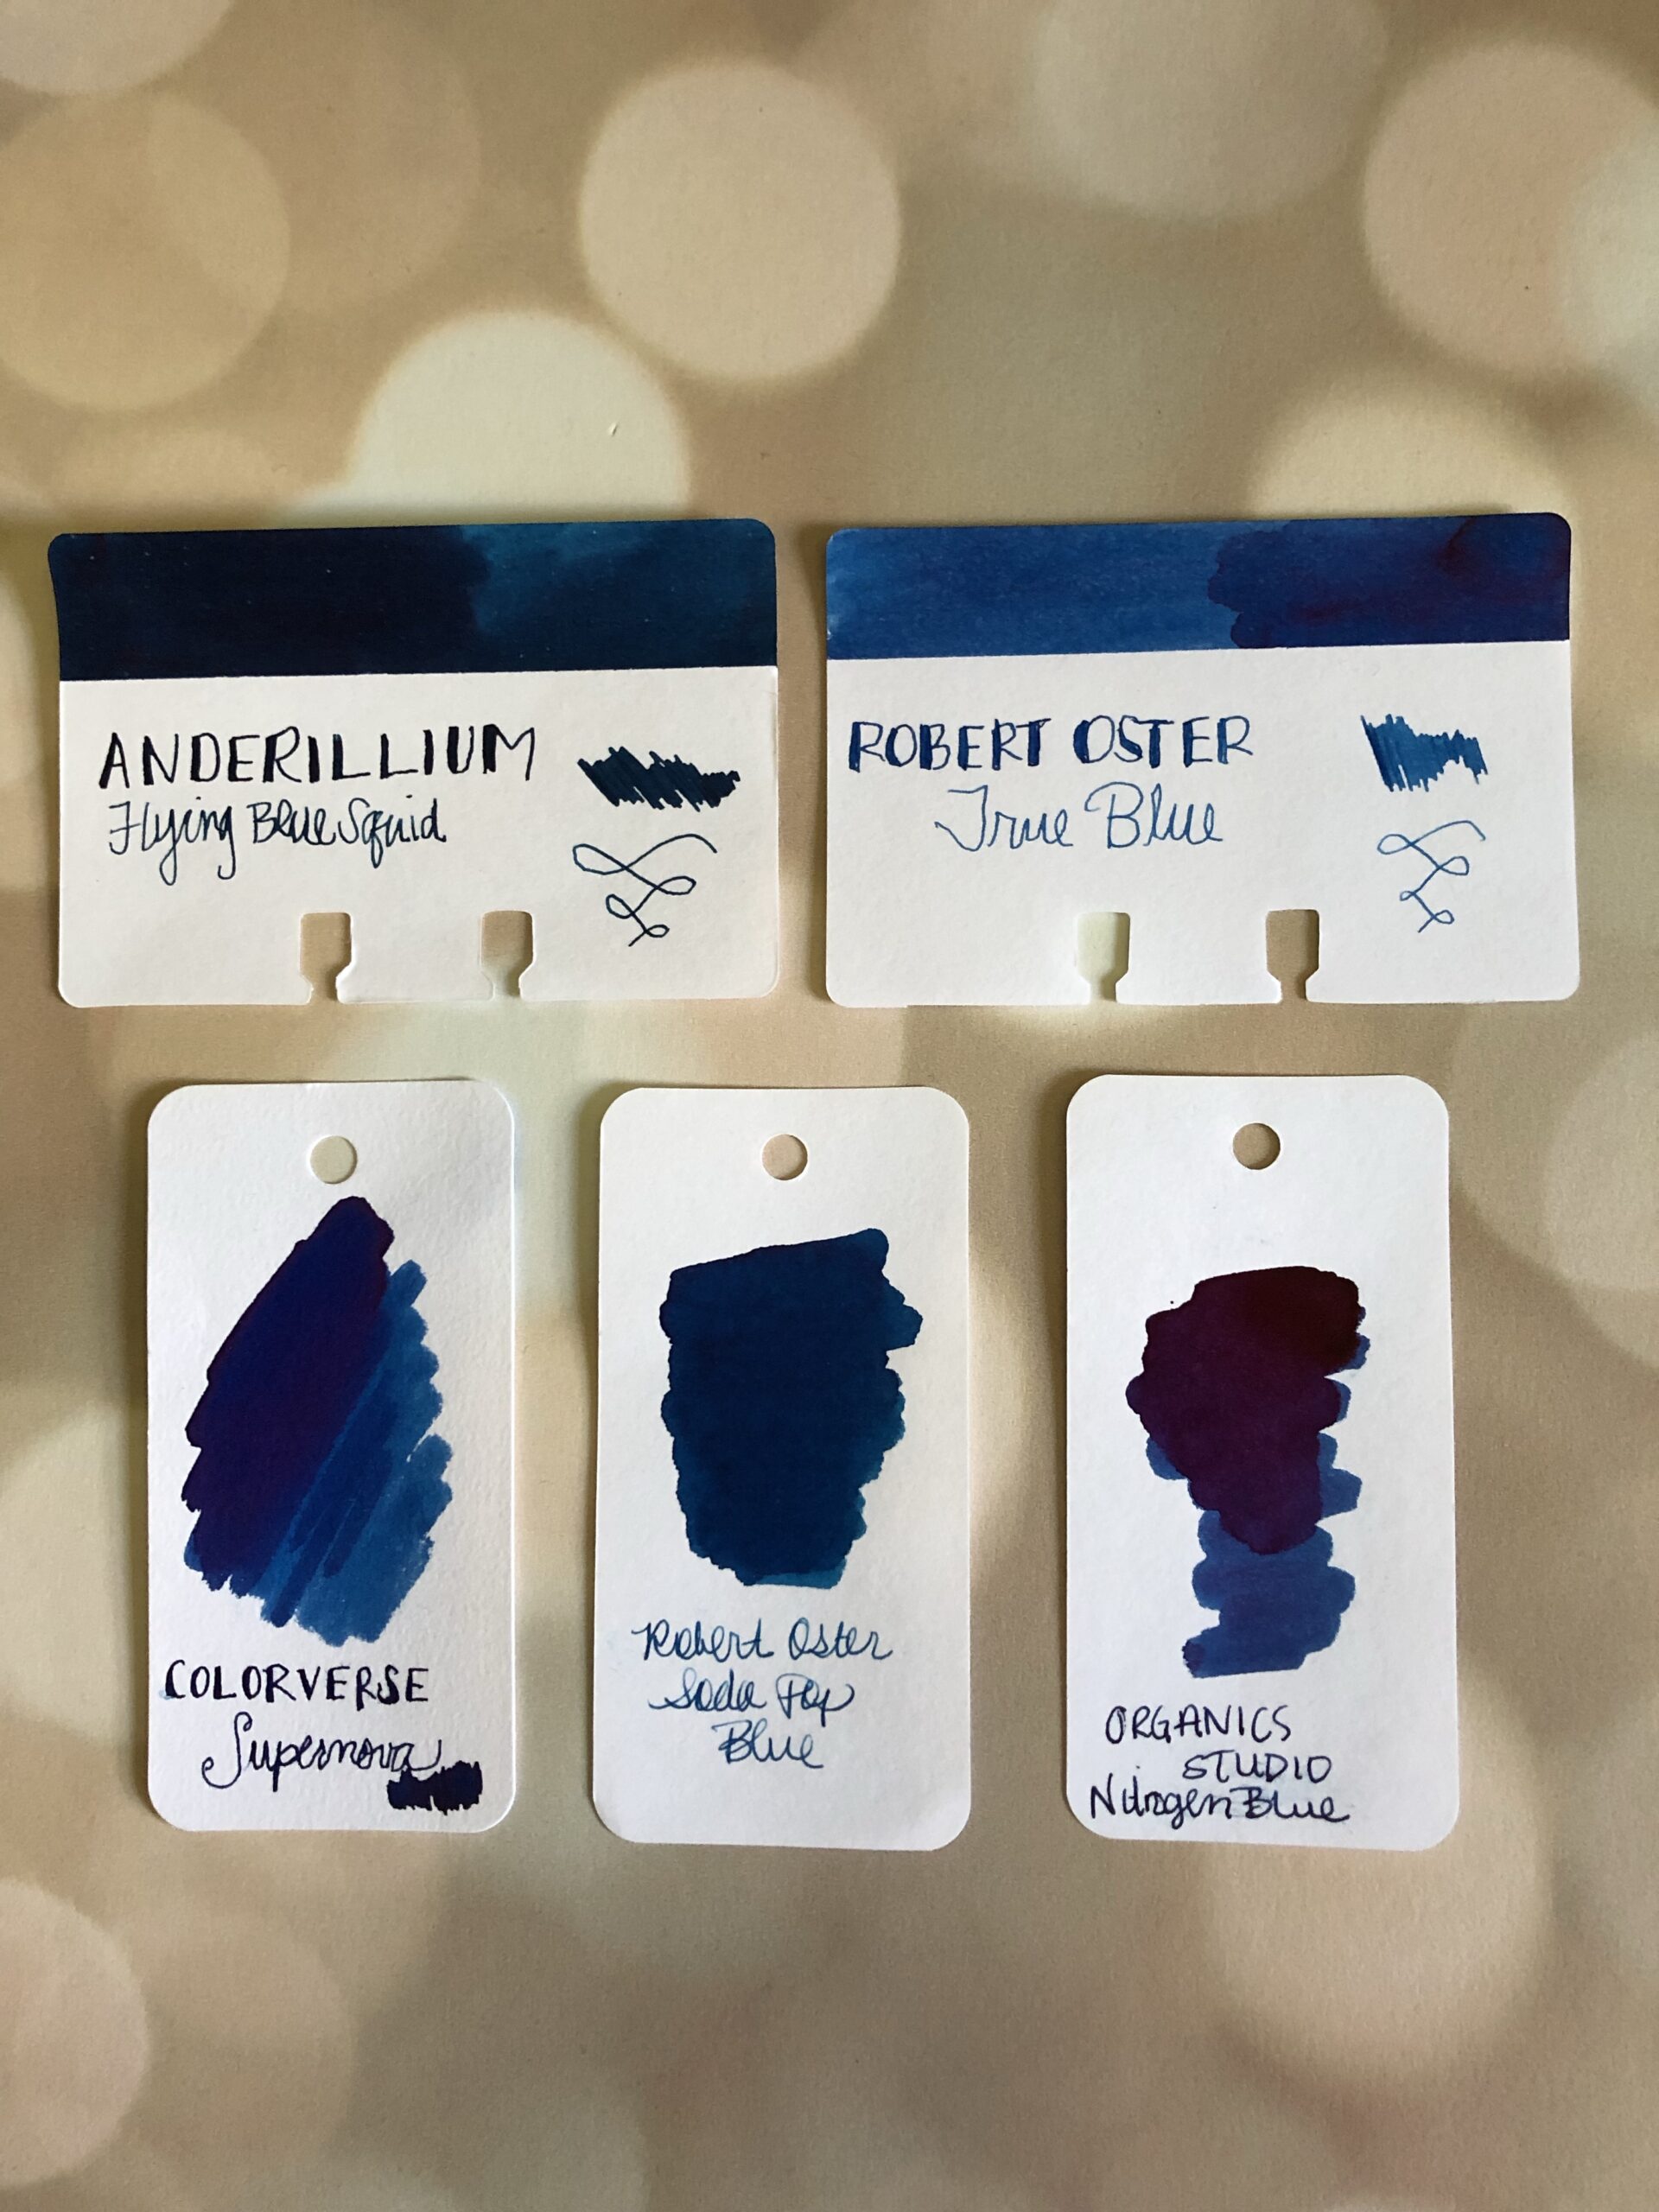 ANDERILLIUM
Flying Blue Squid
ROBERT OSTER
True Blue
COLORVERSE
Supernova
Robert Oster
Soda Pop
Blue
ORGANICS
STUDIO
Nitrogen Blue